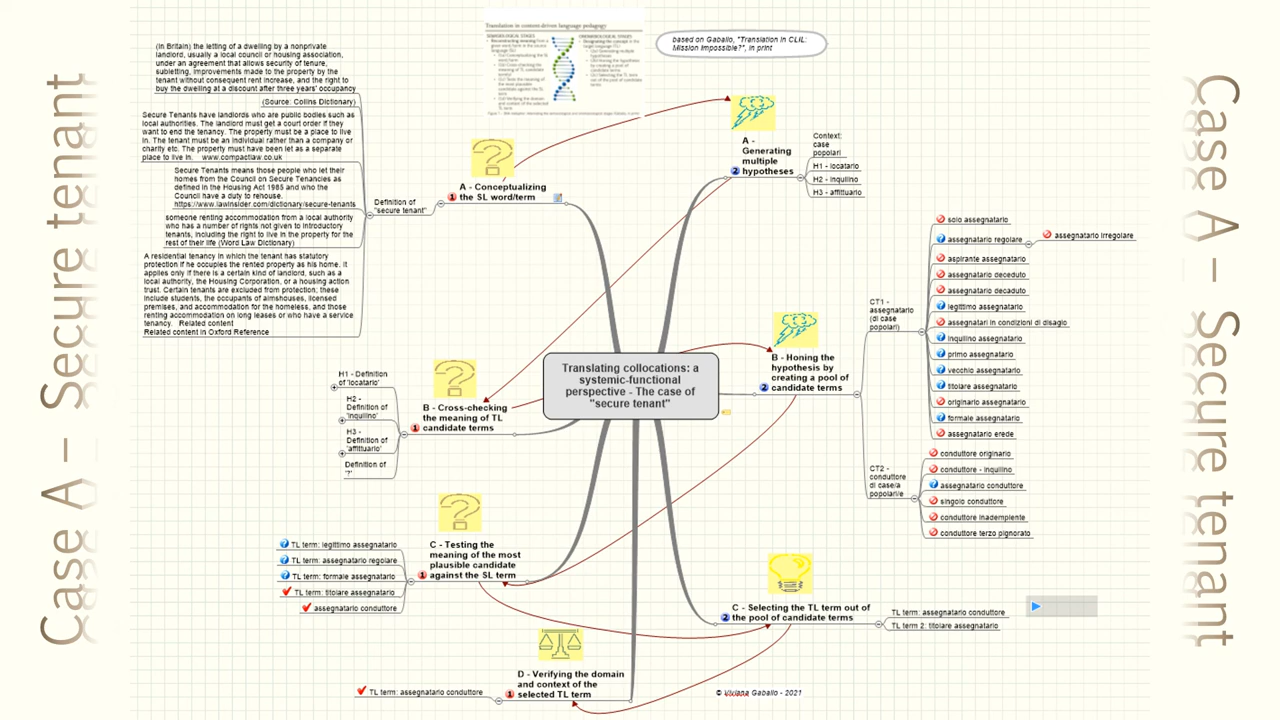 Case A – Secure tenant
Translation in content-driven language pedagogy
based on Gaballo, "Translation in CLIL:
Mission Impossible?", in print
(In Britain) the letting of a dwelling by a nonprivate
landlord, usually a local council or housing association,
under an agreement that allows security of tenure,
subletting, improvements made to the property by the
tenant without consequent rent increase, and the right to
buy the dwelling at a discount after three years' occupancy
(Source: Collins Dictionary)
Secure Tenants have landlords who are public bodies such as
local authorities. The landlord must get a court order if they
want to end the tenancy. The property must be a place to live
in. The tenant must be an individual rather than a company or
charity etc. The property must have been let as a separate
place to live in. www.compactlaw.co.uk
Secure Tenants means those people who let their
homes from the Council on Secure Tenancies as
defined in the Housing Act 1985 and who the
Council have a duty to rehouse.
https://www.lawinsider.com/dictionary/secure-tenants
someone renting accommodation from a local authority
who has a number of rights not given to introductory
tenants, including the right to live in the property for the
rest of their life (Word Law Dictionary)
A residential tenancy in which the tenant has statutory
protection if he occupies the rented property as his home. It
applies only if there is a certain kind of landlord, such as a
local authority, the Housing Corporation, or a housing action
trust. Certain tenants are excluded from protection; these
include students, the occupants of almshouses, licensed
premises, and accommodation for the homeless, and those
renting accommodation on long leases or who have a service
tenancy. Related content
Related content in Oxford Reference
Definition of
"secure tenant"
1 A - Conceptualizing
the SL word/term
A -
Generating
multiple
2 hypotheses
Context:
case
popolari
H1 - locatario
H2 - inquilino
H3 - affittuario
Translating collocations: a
systemic-functional
perspective - The case of
"secure tenant"
H1 - Definition
of 'locatario'
H2 -
Definition of
'inquilino'
H3 -
Definition of
'affittuario'
Definition of
'?'
B - Cross-checking
the meaning of TL
1 candidate terms
B - Honing the
hypothesis by
creating a pool of
2 candidate terms
CT1 -
assegnatario
(di case
popolari)
solo assegnatario
assegnatario regolare
assegnatario irregolare
aspirante assegnatario
assegnatario deceduto
assegnatario decaduto
legittimo assegnatario
assegnatari in condizioni di disagio
inquilino assegnatario
primo assegnatario
vecchio assegnatario
titolare assegnatario
originario assegnatario
formale assegnatario
assegnatario erede
CT2 -
conduttore
di case/a
popolari/e
conduttore originario
conduttore - inquilino
assegnatario conduttore
singolo conduttore
conduttore inadempiente
conduttore terzo pignorato
C - Testing the
meaning of the most
plausible candidate
1 against the SL term
TL term: legittimo assegnatario
TL term: assegnatario regolare
TL term: formale assegnatario
TL term: titolare assegnatario
assegnatario conduttore
C - Selecting the TL term out of
2 the pool of candidate terms
TL term: assegnatario conduttore
TL term 2: titolare assegnatario
D - Verifying the domain
and context of the
1 selected TL term
TL term: assegnatario conduttore
© Viviana Gaballo - 2021
Case A – Secure tenant